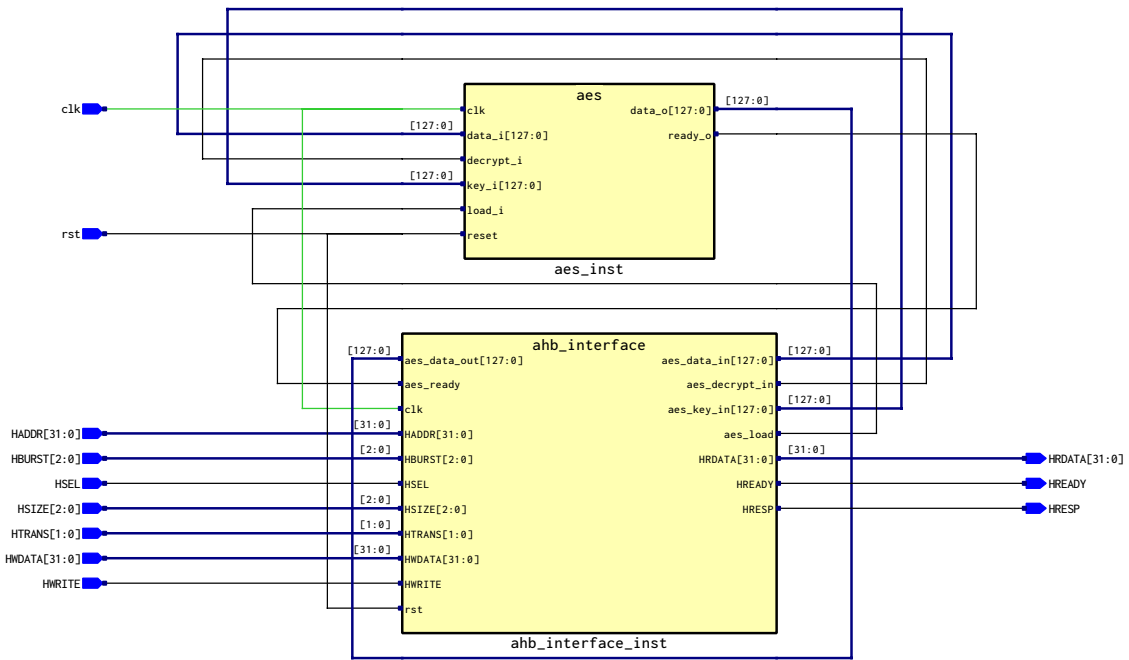 aes
clk
[127:0]
clk
data_o[127:0]
[127:0]
data_i[127:0]
ready_o
decrypt_i
[127:0]
key_i[127:0]
load_i
rst
reset
aes_inst
ahb_interface
[127:0]
aes_data_out[127:0]
aes_data_in[127:0]
[127:0]
aes_ready
aes_decrypt_in
clk
aes_key_in[127:0]
[127:0]
HADDR[31:0]
[31:0]
HADDR[31:0]
aes_load
HBURST[2:0]
[2:0]
HBURST[2:0]
HRDATA[31:0]
[31:0]
HRDATA[31:0]
HSEL
HSEL
HREADY
HREADY
HSIZE[2:0]
[2:0]
HSIZE[2:0]
HRESP
HRESP
HTRANS[1:0]
[1:0]
HTRANS[1:0]
HWDATA[31:0]
[31:0]
HWDATA[31:0]
HWRITE
HWRITE
rst
ahb_interface_inst